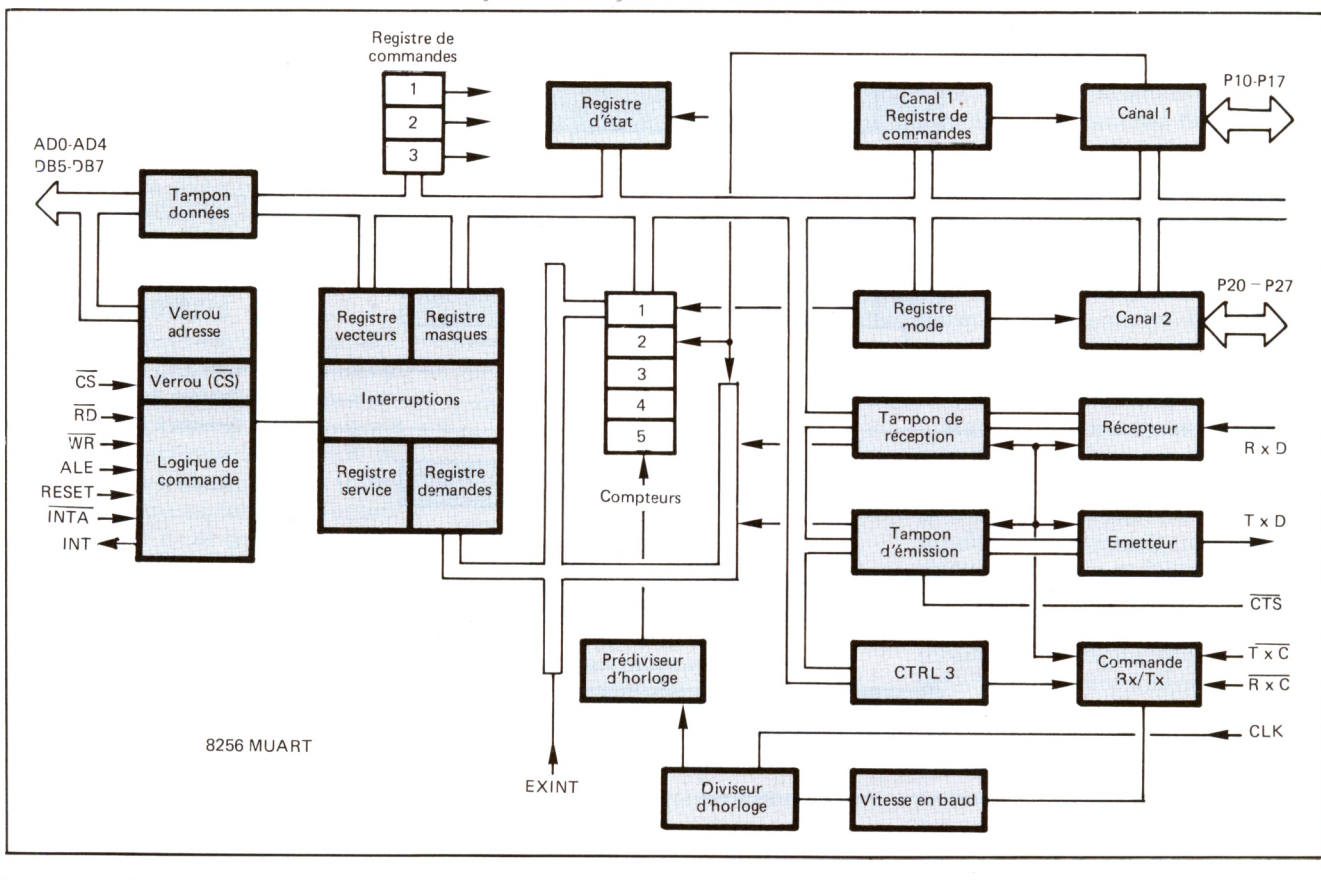 Registre de
commandes
1
2
3
Registre
d'état
Canal 1
Registre de
commandes
Canal 1
P10-P17
AD0-AD4
DB5-DB7
Tampon
données
Verrou
adresse
Verrou (CS)
Logique de
commande
CS
RD
WR
ALE
RESET
INTA
INT
Registre
vecteurs
Registre
masques
Interruptions
Registre
service
Registre
demandes
1
2
3
4
5
Compteurs
Registre
mode
Canal 2
P20 – P27
Tampon de
réception
Récepteur
R x D
Tampon
d'émission
Emetteur
T x D
CTS
Prédiviseur
d'horloge
CTRL 3
Commande
Rx/Tx
T x C
R x C
CLK
8256 MUART
EXINT
Diviseur
d'horloge
Vitesse en baud